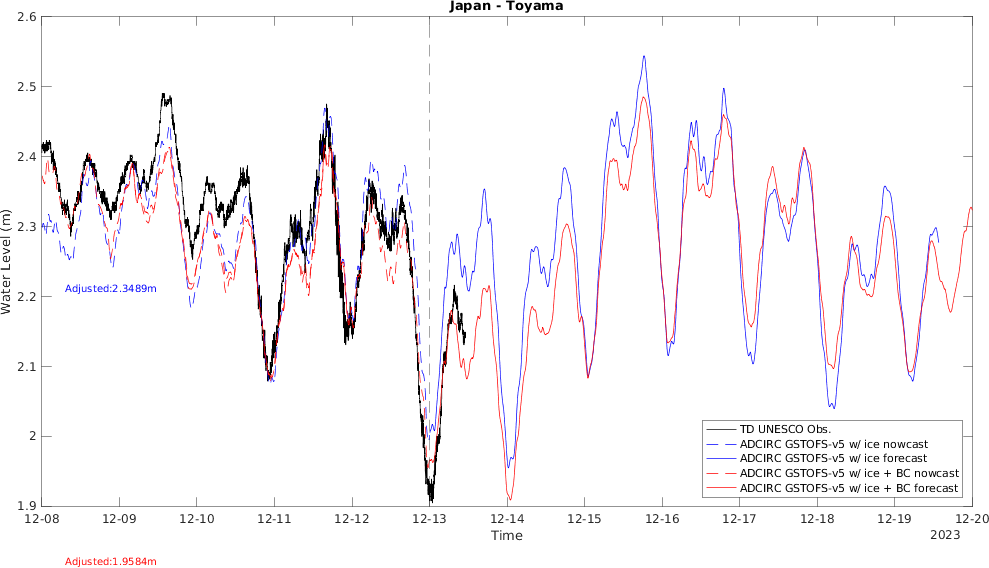 Japan - Toyama
2.6
2.5
2.4
2.3
2.2
2.1
2
1.9
Water Level (m)
Adjusted:2.3489m
TD UNESCO Obs.
ADCIRC GSTOFS-v5 w/ ice nowcast
ADCIRC GSTOFS-v5 w/ ice forecast
ADCIRC GSTOFS-v5 w/ ice + BC nowcast
ADCIRC GSTOFS-v5 w/ ice + BC forecast
12-08 12-09 12-10 12-11 12-12 12-13 12-14 12-15 12-16 12-17 12-18 12-19 12-20
Time
2023
Adjusted:1.9584m